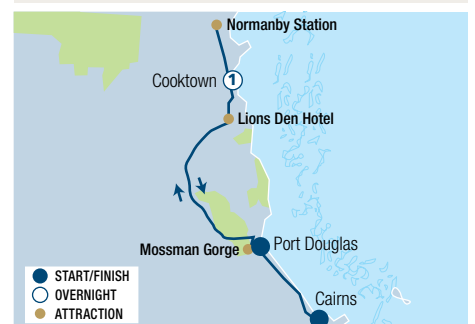 Normanby Station
Cooktown 1
Lions Den Hotel
Mossman Gorge
Port Douglas
Cairns
START/FINISH
OVERNIGHT
ATTRACTION